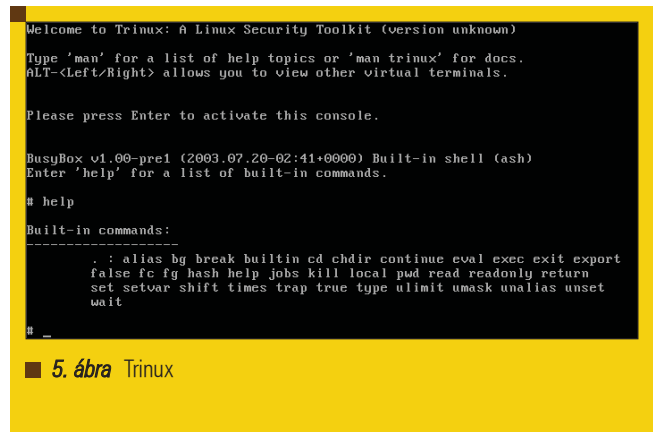 Welcome to Trinux: A Linux Security Toolkit (version unknown)
Type 'man' for a list of help topics or 'man trinux' for docs.
ALT-<Left/Right> allows you to view other virtual terminals.
Please press Enter to activate this console.
BusyBox v1.00-pre1 (2003.07.20-02:41+0000) Built-in shell (ash)
Enter 'help' for a list of built-in commands.
# help
Built-in commands:
-------------------
. : alias bg break builtin cd chdir continue eval exec exit export
false fc fg hash help jobs kill local pwd read readonly return
set setvar shift times trap true type ulimit umask unalias unset
wait
# _
5. ábra Trinux